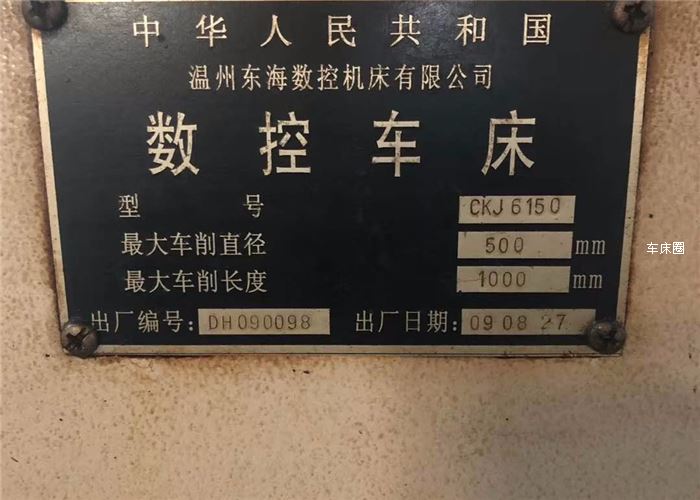 中华人民共和国
温州东海数控机床有限公司
数控车床
型号 CKJ6150
最大车削直径 500 mm
最大车削长度 1000 mm
出厂编号: DH090098 出厂日期: 09 08 27
车床圈